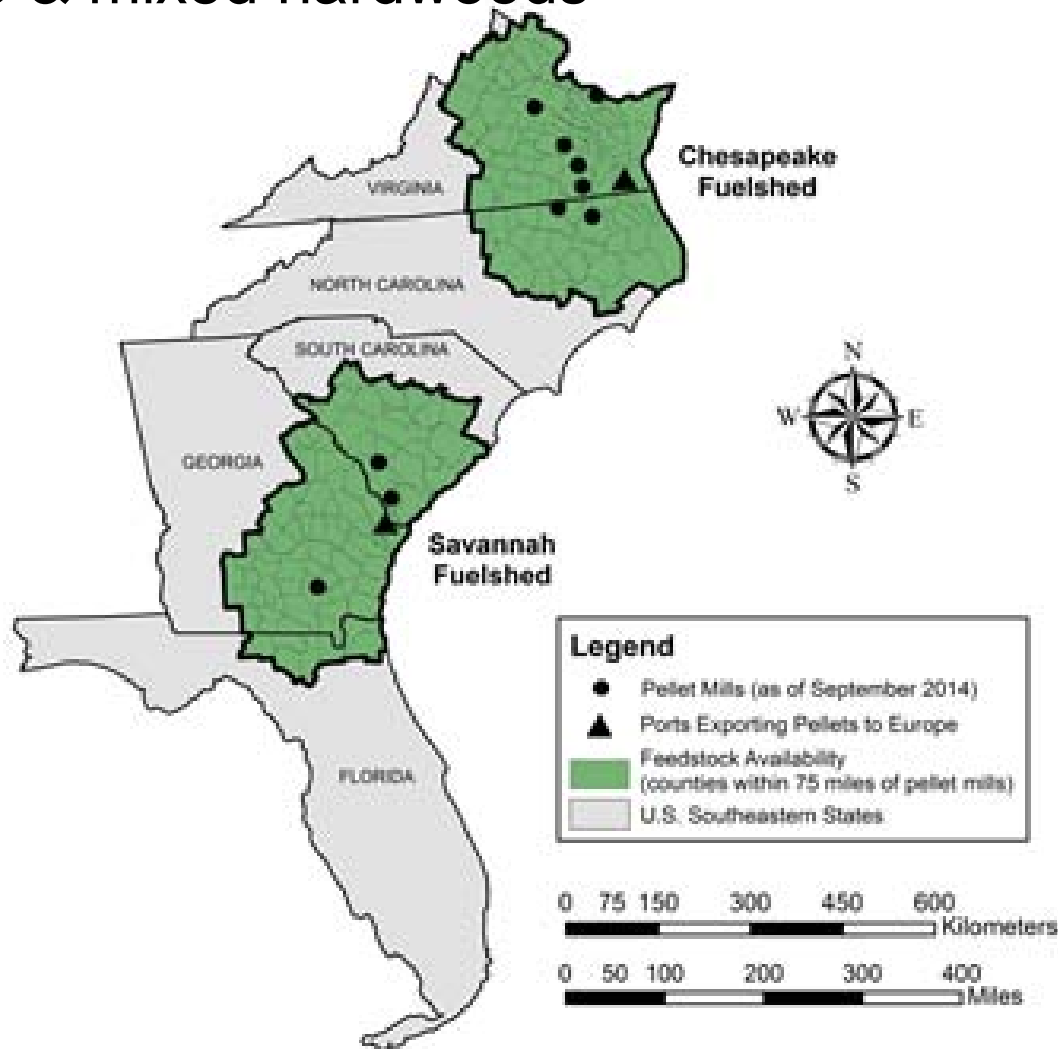 & mixed hardwoods
Chesapeake
Fuelshed
VIRGINIA
NORTH CAROLINA
SOUTH CAROLINA
GEORGIA
Savannah
Fuelshed
FLORIDA
N
W E
S
Legend
Pellet Mills (as of September 2014)
Ports Exporting Pellets to Europe
Feedstock Availability
(counties within 75 miles of pellet mills)
U.S. Southeastern States
0 75 150 300 450 600
Kilometers
0 50 100 200 300 400
Miles